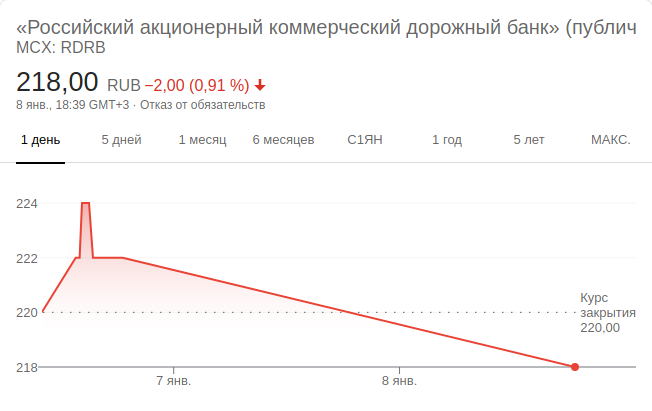 «Российский акционерный коммерческий дорожный банк» (публич
MCX: RDRB
218,00 RUB −2,00 (0,91 %)
8 янв., 18:39 GMT+3 · Отказ от обязательств
1 день 5 дней 1 месяц 6 месяцев С1ЯН 1 год 5 лет МАКС.
224
222
Курс
220 закрытия
220,00
218
7 янв. 8 янв.